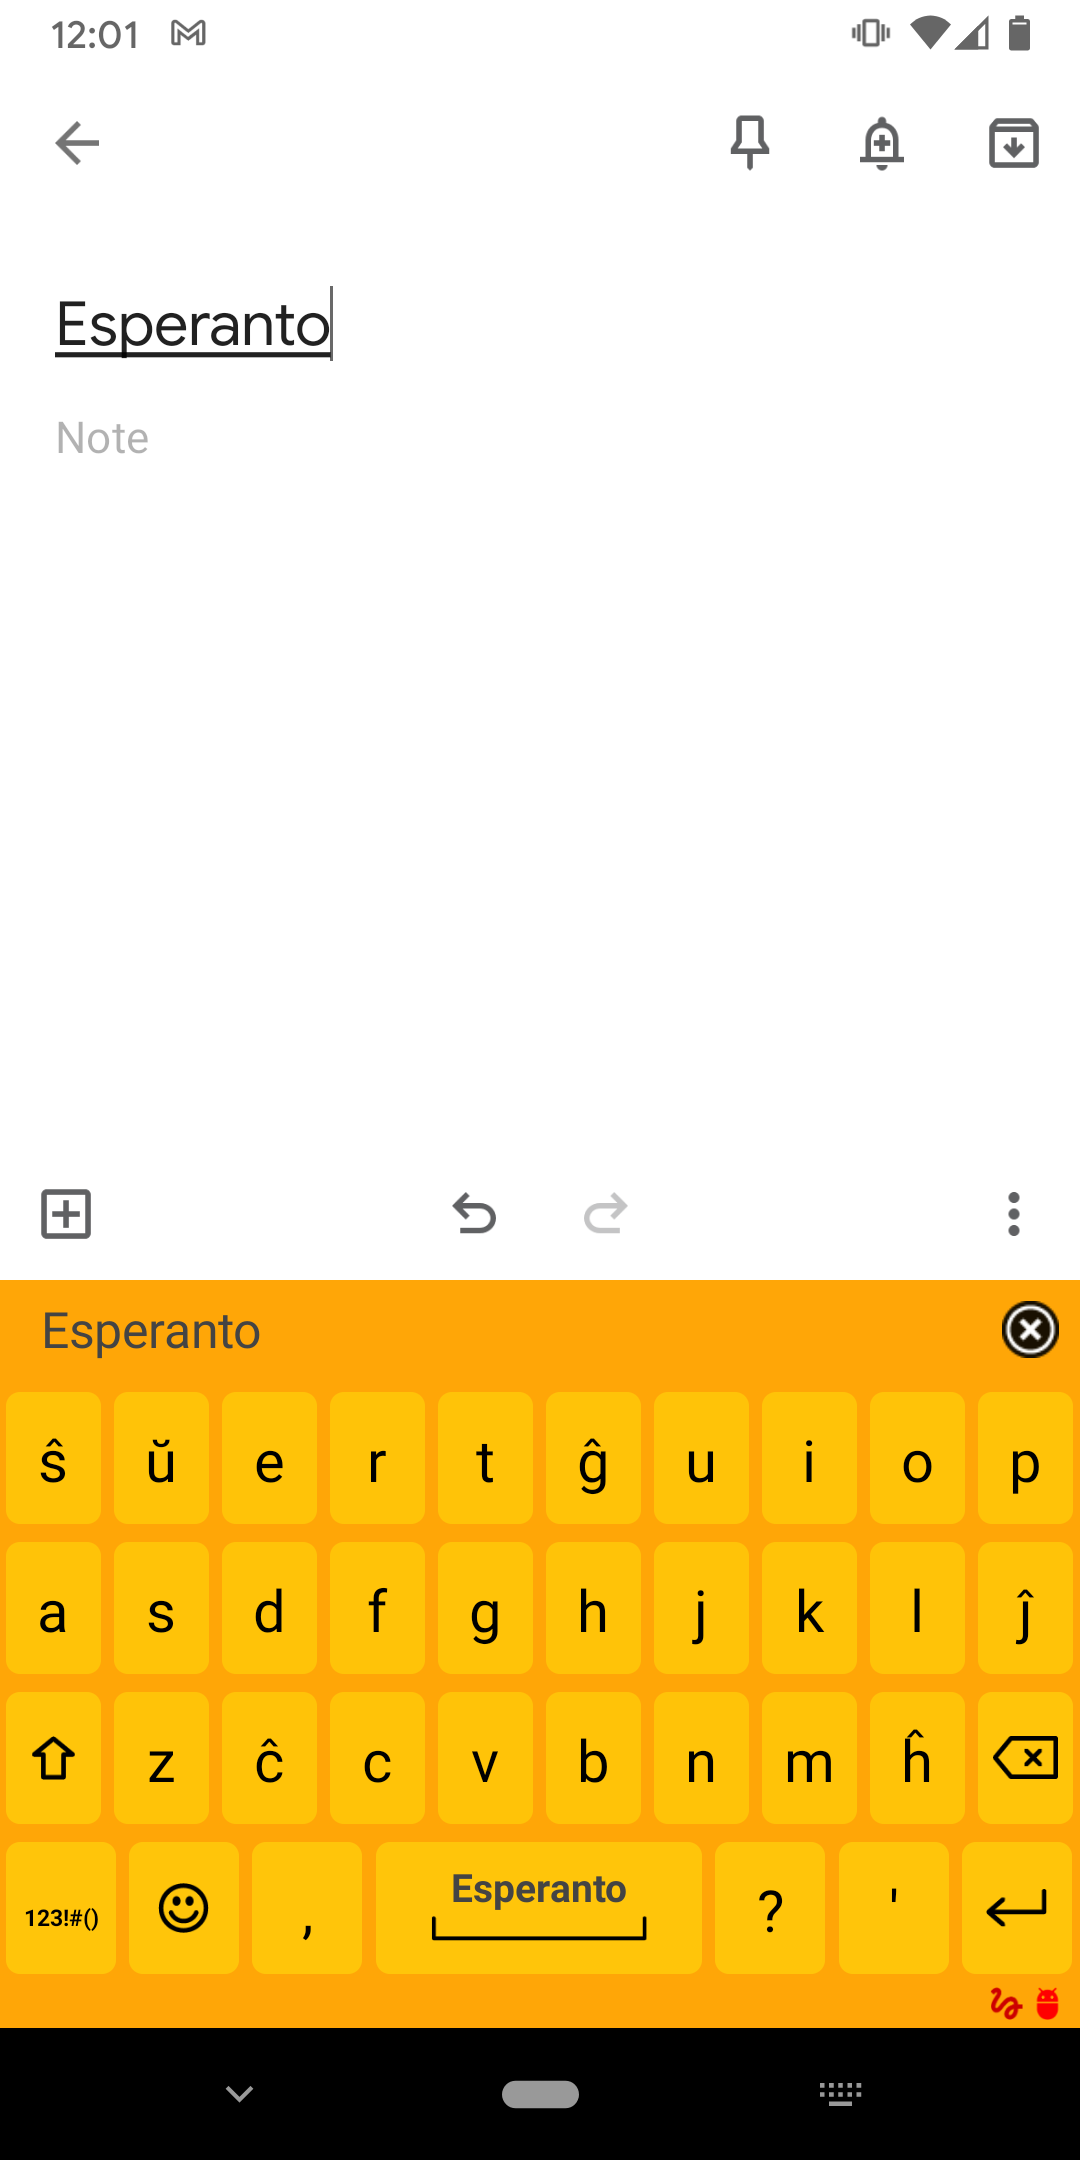 12:01
Esperanto
Note
Esperanto
ŝ ŭ e r t ĝ u i o p
a s d f g h j k l ĵ
z ĉ c v b n m ĥ
123!#() , Esperanto ? '